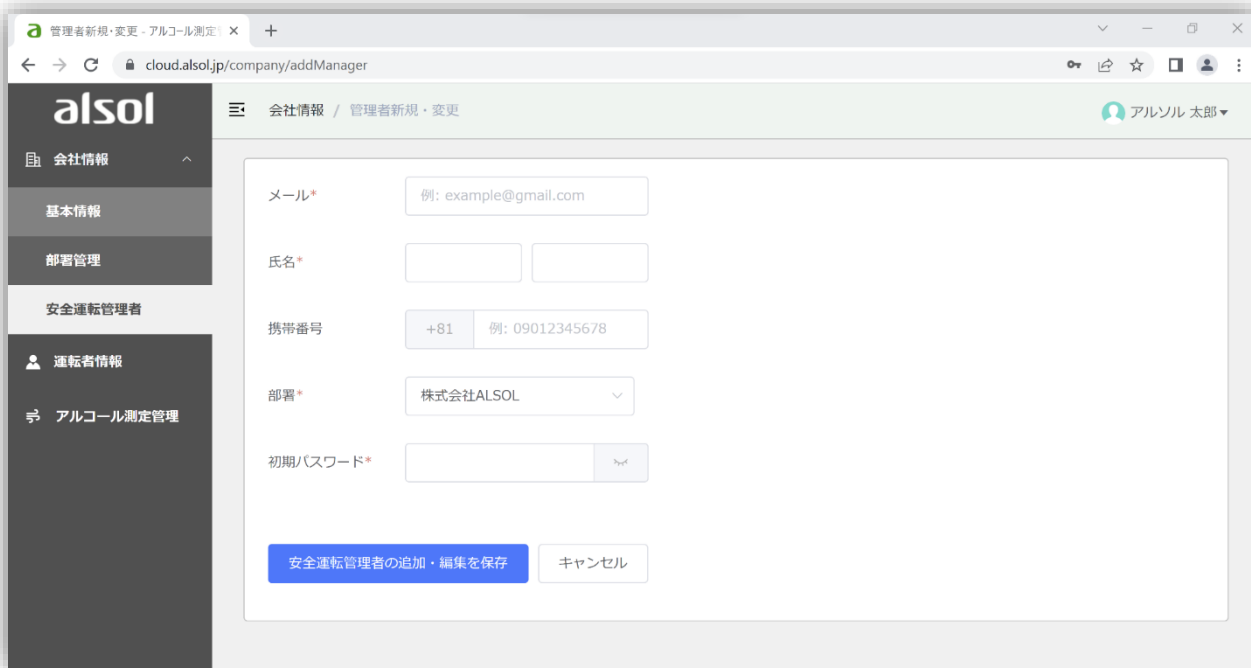 管理者新規・変更 - アルコール測定
cloud.alsol.jp/company/addManager
alsol
会社情報 / 管理者新規・変更
アルソル 太郎
会社情報
基本情報
部署管理
安全運転管理者
運転者情報
アルコール測定管理
メール*
例: example@gmail.com
氏名*
携帯番号
+81
例: 09012345678
部署*
株式会社ALSOL
初期パスワード*
安全運転管理者の追加・編集を保存
キャンセル